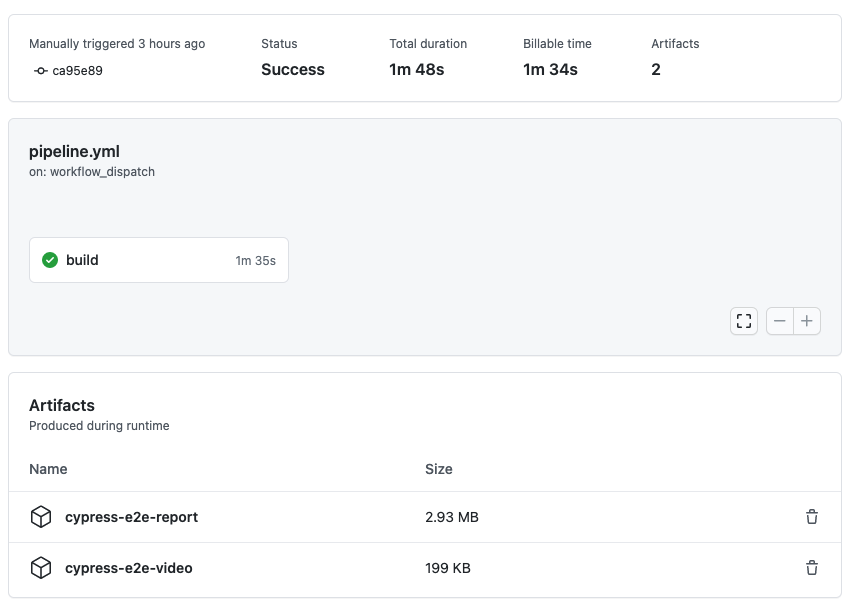 Manually triggered 3 hours ago
ca95e89
Status
Success
Total duration
1m 48s
Billable time
1m 34s
Artifacts
2
pipeline.yml
on: workflow_dispatch
build 1m 35s
Artifacts
Produced during runtime
Name Size
cypress-e2e-report 2.93 MB
cypress-e2e-video 199 KB